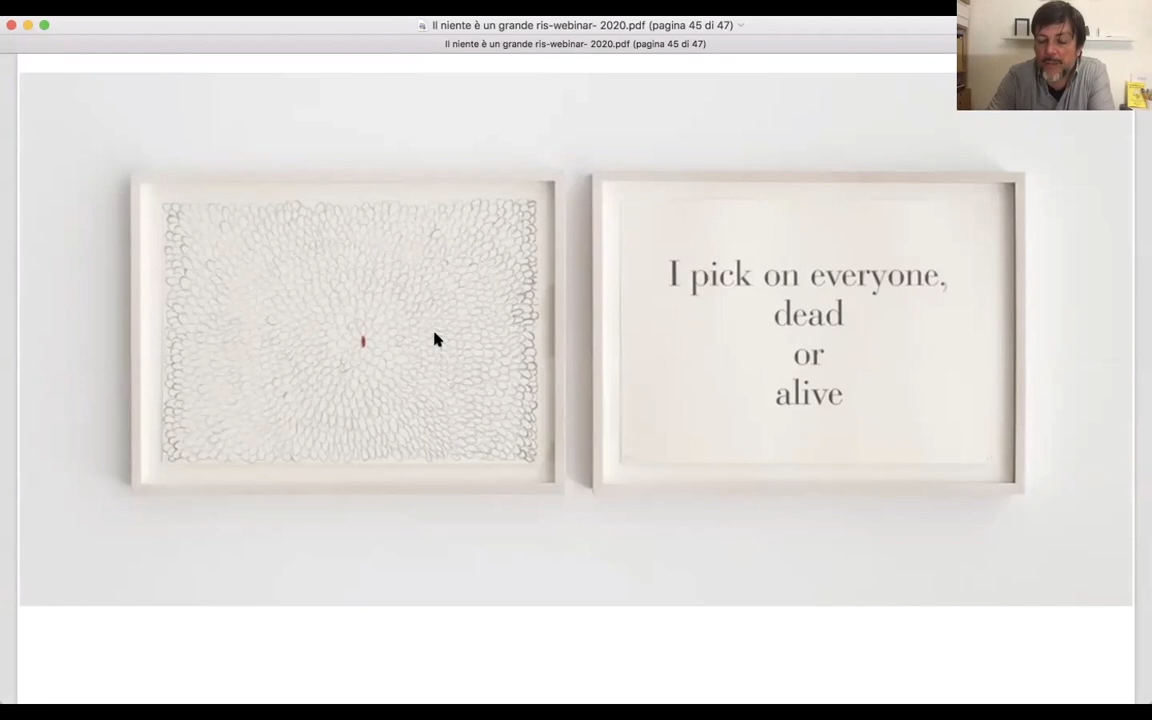 Il niente è un grande ris-webinar- 2020.pdf (pagina 45 di 47)
Il niente è un grande ris-webinar- 2020.pdf (pagina 45 di 47)
I pick on everyone,
dead
or
alive